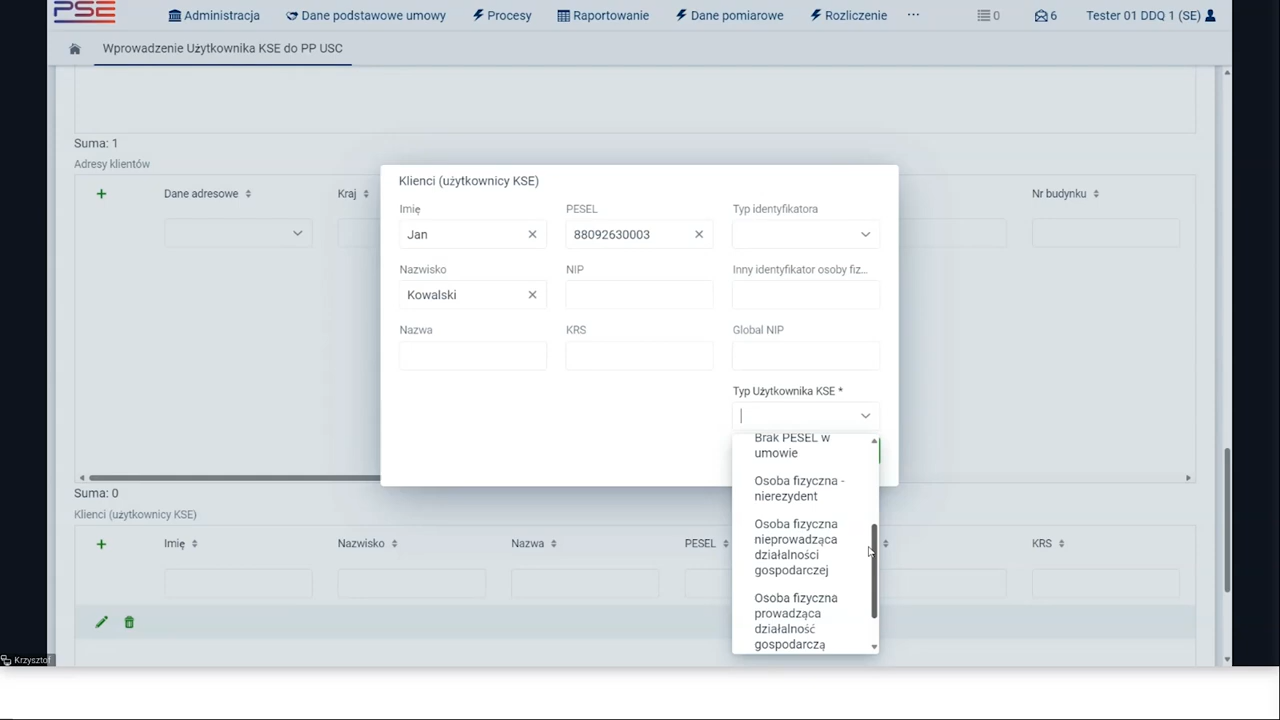 PSE
Administracja
Dane podstawowe umowy
Procesy
Raportowanie
Dane pomiarowe
Rozliczenie
...
0
6
Tester 01 DDQ 1 (SE)
Wprowadzenie Użytkownika KSE do PP USC
Suma: 1
Adresy klientów
Dane adresowe
Kraj
Nr budynku
Klienci (użytkownicy KSE)
Imię
PESEL
Typ identyfikatora
Jan
88092630003
Nazwisko
NIP
Inny identyfikator osoby fiz...
Kowalski
Nazwa
KRS
Global NIP
Typ Użytkownika KSE *
Brak PESEL w
umowie
Osoba fizyczna -
nierezydent
Osoba fizyczna
nieprowadząca
działalności
gospodarczej
Osoba fizyczna
prowadząca
działalność
gospodarczą
Suma: 0
Klienci (użytkownicy KSE)
Imię
Nazwisko
Nazwa
PESEL
KRS
Krzysztof